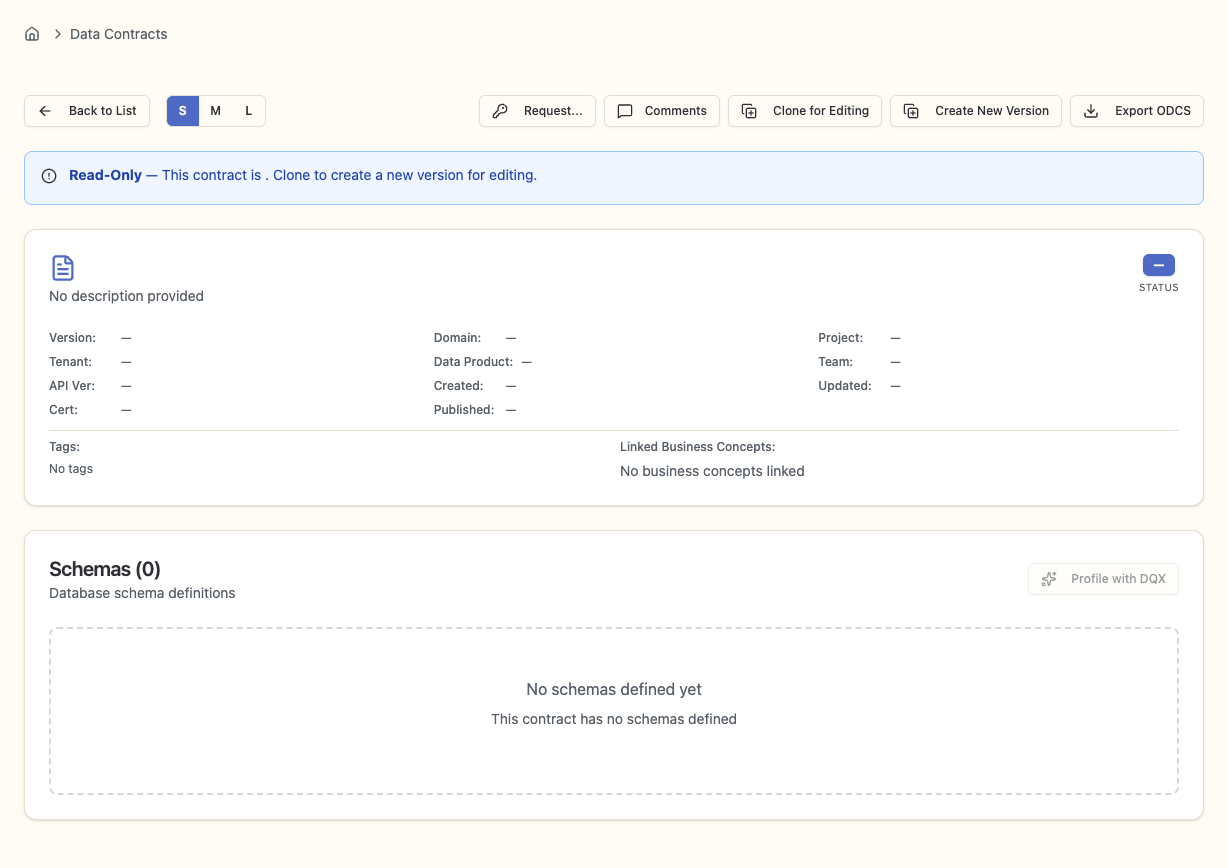 Data Contracts
Back to List
S M L
Request...
Comments
Clone for Editing
Create New Version
Export ODCS
Read-Only — This contract is . Clone to create a new version for editing.
—
STATUS
No description provided
Version: —
Domain: —
Project: —
Tenant: —
Data Product: —
Team: —
API Ver: —
Created: —
Updated: —
Cert: —
Published: —
Tags:
No tags
Linked Business Concepts:
No business concepts linked
Schemas (0)
Database schema definitions
Profile with DQX
No schemas defined yet
This contract has no schemas defined